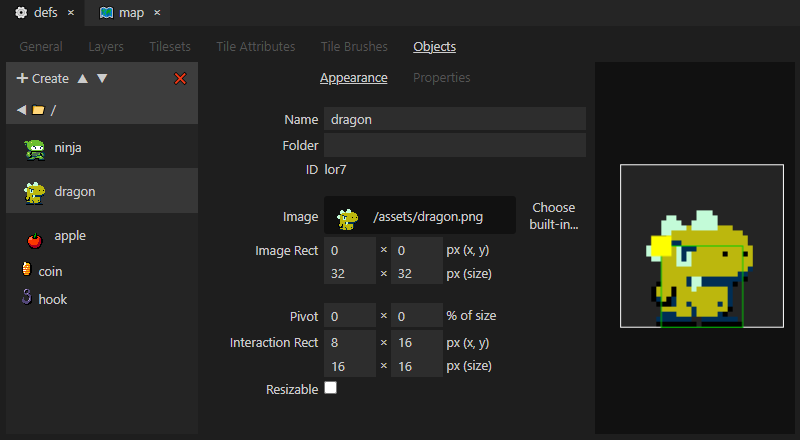 defs × map ×
General Layers Tilesets Tile Attributes Tile Brushes Objects
Create
/
ninja
dragon
apple
coin
hook
Appearance Properties
Name dragon
Folder
ID lor7
Image /assets/dragon.png Choose built-in...
Image Rect 0 × 0 px (x, y)
32 × 32 px (size)
Pivot 0 × 0 % of size
Interaction Rect 8 × 16 px (x, y)
16 × 16 px (size)
Resizable